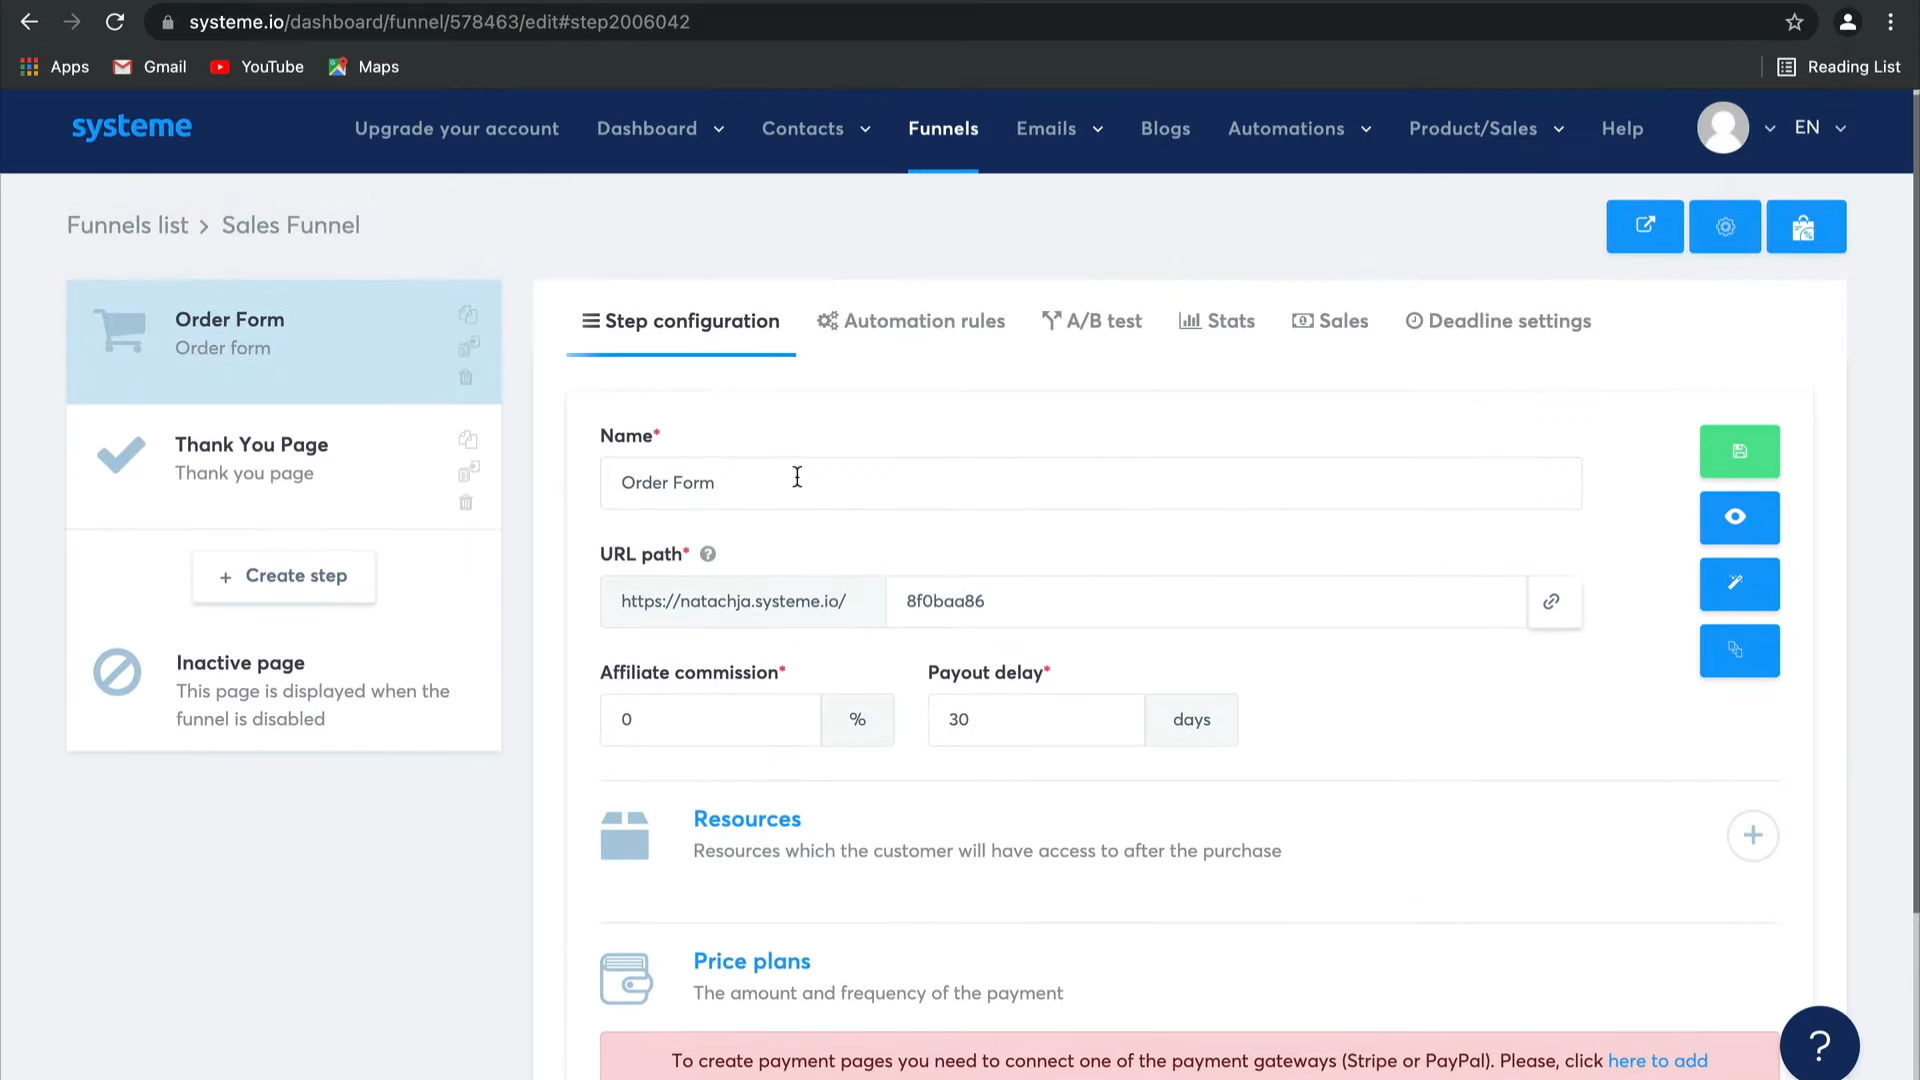 systeme.io/dashboard/funnel/578463/edit#step2006042
Apps Gmail YouTube Maps Reading List
systeme Upgrade your account Dashboard Contacts Funnels Emails Blogs Automations Product/Sales Help EN
Funnels list > Sales Funnel
Order Form
Order form
Thank You Page
Thank you page
+ Create step
Inactive page
This page is displayed when the
funnel is disabled
Step configuration Automation rules A/B test Stats Sales Deadline settings
Name*
Order Form
URL path* ?
https://natachja.systeme.io/ 8f0baa86
Affiliate commission* Payout delay*
0 % 30 days
Resources
Resources which the customer will have access to after the purchase
Price plans
The amount and frequency of the payment
To create payment pages you need to connect one of the payment gateways (Stripe or PayPal). Please, click here to add
?